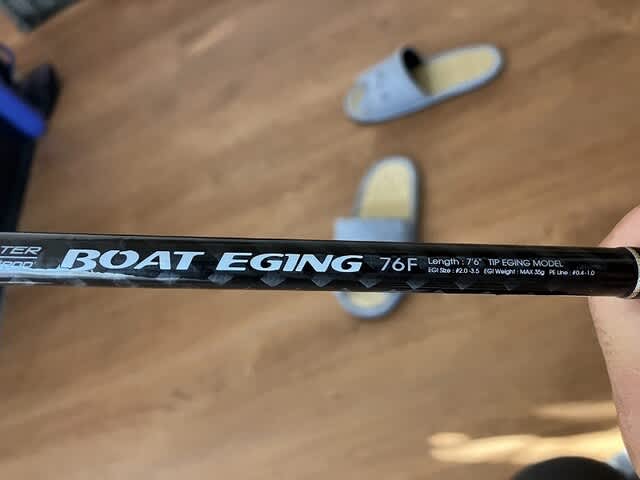 TER
BOAT EGING 76F
Length : 7'6" TIP EGING MODEL
EGI Size : #2.0-3.5 EGI Weight : MAX 35g PE Line : #0.4-1.0